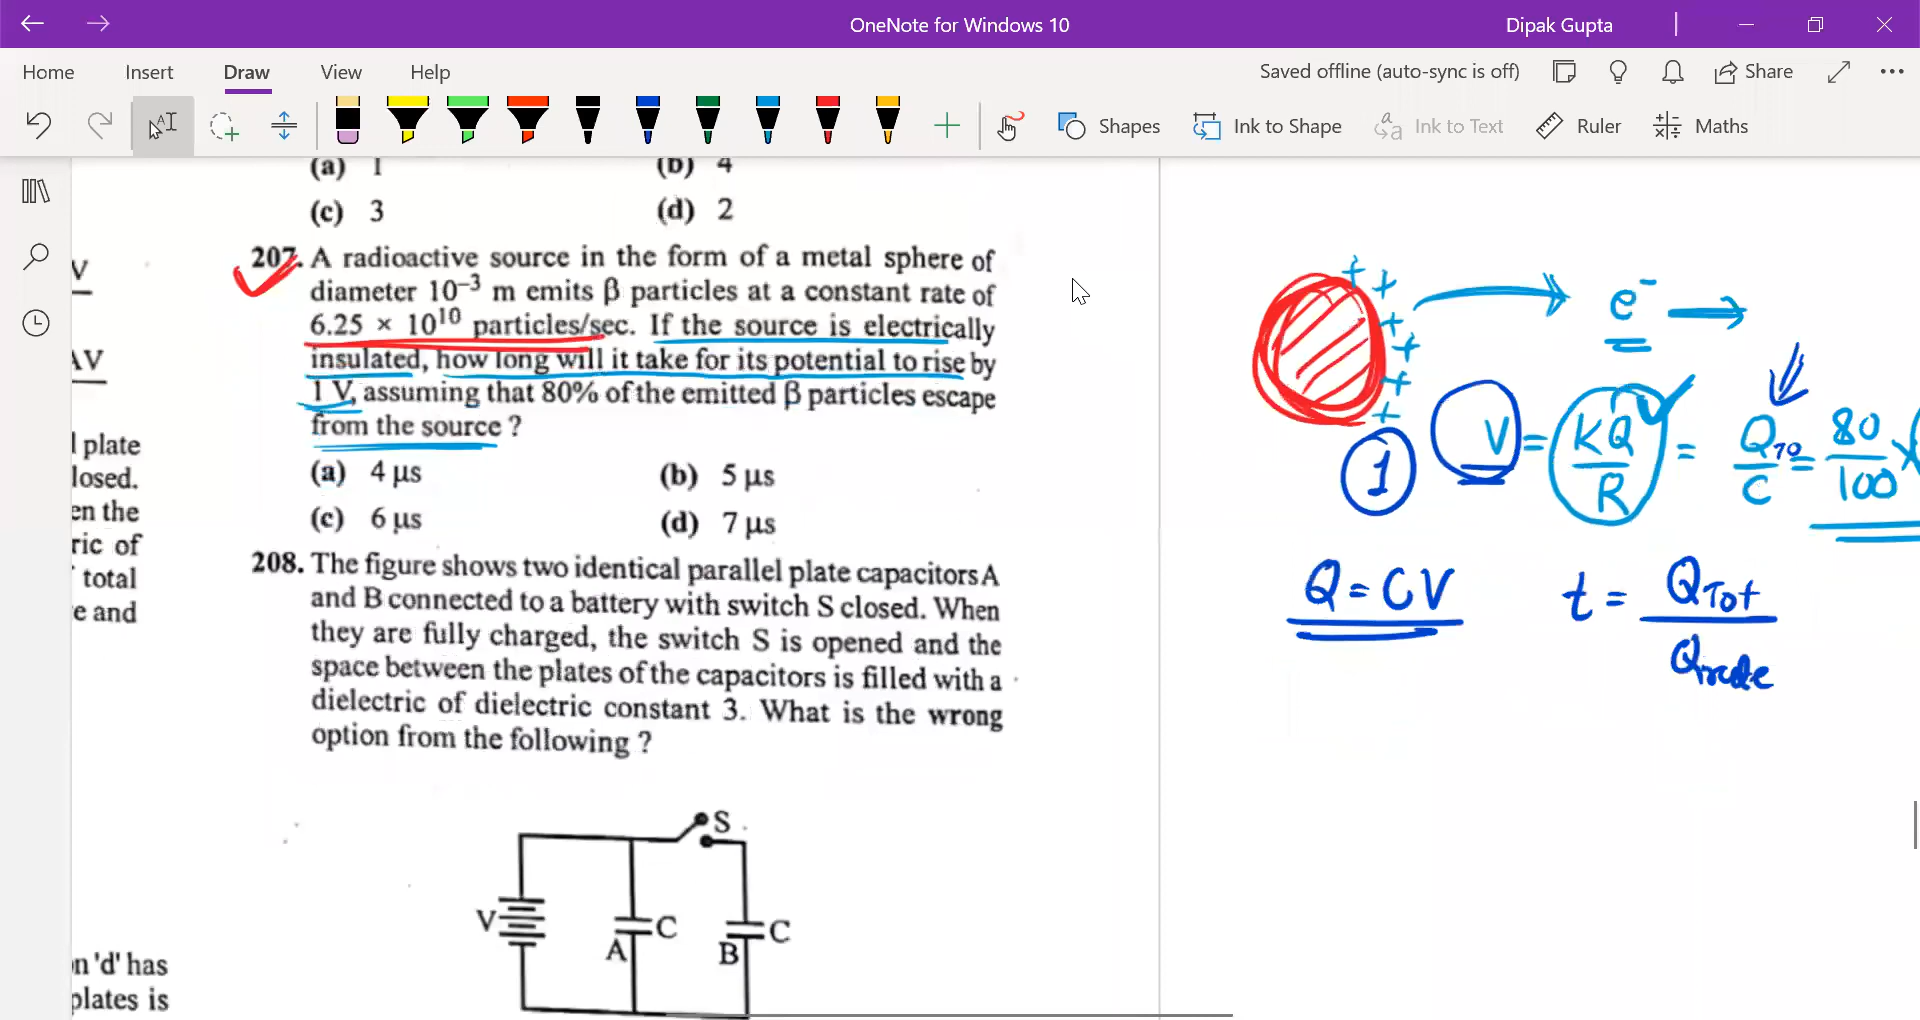 OneNote for Windows 10
Dipak Gupta
Home Insert Draw View Help
Saved offline (auto-sync is off)
Share
Shapes
Ink to Shape
Ink to Text
Ruler
Maths
V
V
l plate
losed.
en the
ric of
total
e and
n 'd' has
plates is
(a) 1 (b) 4
(c) 3 (d) 2
207. A radioactive source in the form of a metal sphere of
diameter 10⁻³ m emits β particles at a constant rate of
6.25 × 10¹⁰ particles/sec. If the source is electrically
insulated, how long will it take for its potential to rise by
1 V, assuming that 80% of the emitted β particles escape
from the source ?
(a) 4 µs (b) 5 µs
(c) 6 µs (d) 7 µs
208. The figure shows two identical parallel plate capacitors A
and B connected to a battery with switch S closed. When
they are fully charged, the switch S is opened and the
space between the plates of the capacitors is filled with a
dielectric of dielectric constant 3. What is the wrong
option from the following ?
S
V
C
A
C
B
+ + + + + +
e⁻
1 V = KQ/R = Q/C = 80/100 ×
Q = CV
t = QTot/Qrate